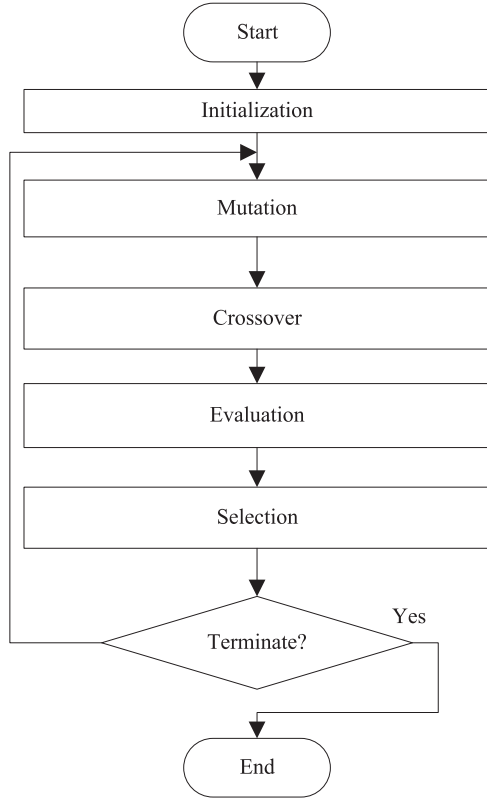 Start
Initialization
Mutation
Crossover
Evaluation
Selection
Yes
Terminate?
End